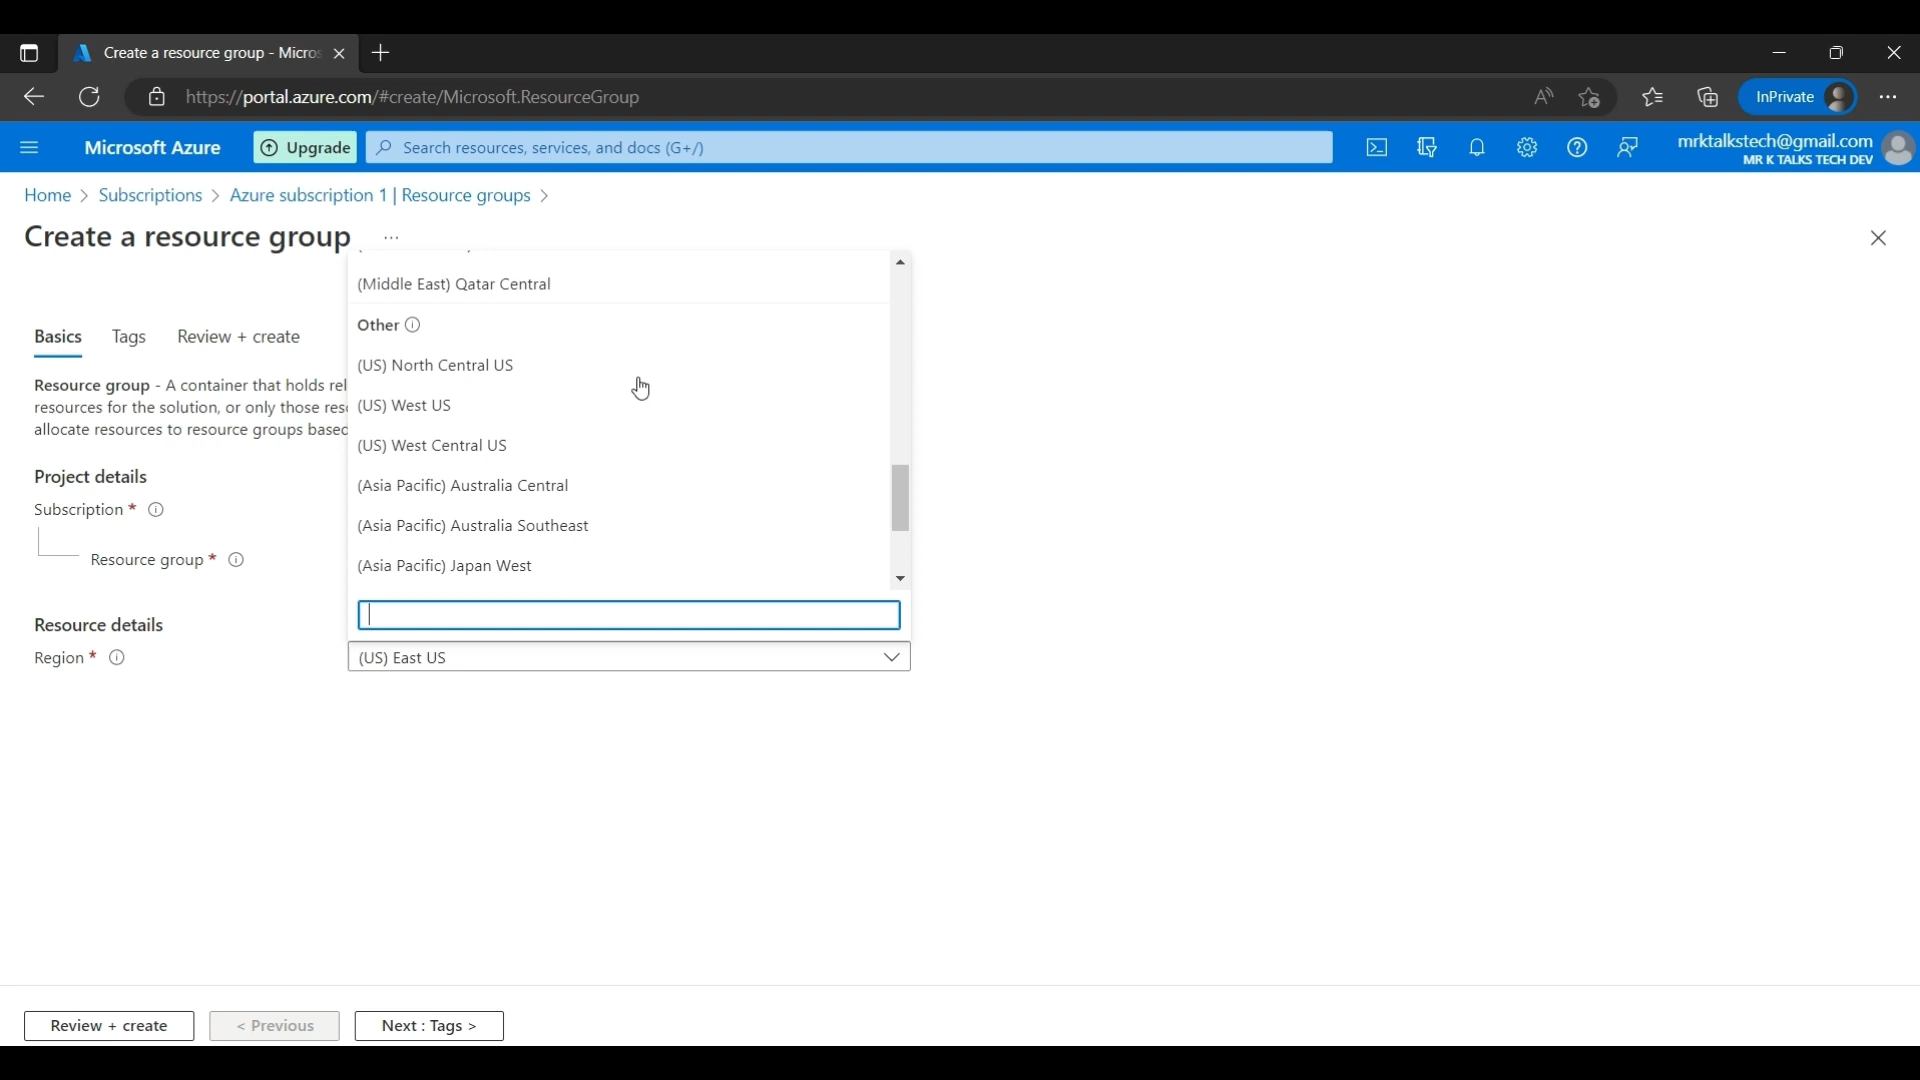 Create a resource group - Micros
https://portal.azure.com/#create/Microsoft.ResourceGroup
InPrivate
Microsoft Azure
Upgrade
Search resources, services, and docs (G+/)
mrktalkstech@gmail.com
MR K TALKS TECH DEV
Home > Subscriptions > Azure subscription 1 | Resource groups >
Create a resource group ...
(Middle East) Qatar Central
Other
(US) North Central US
(US) West US
(US) West Central US
(Asia Pacific) Australia Central
(Asia Pacific) Australia Southeast
(Asia Pacific) Japan West
Basics Tags Review + create
Resource group - A container that holds rel
resources for the solution, or only those res
allocate resources to resource groups based
Project details
Subscription *
Resource group *
Resource details
Region *
(US) East US
Review + create
< Previous
Next : Tags >